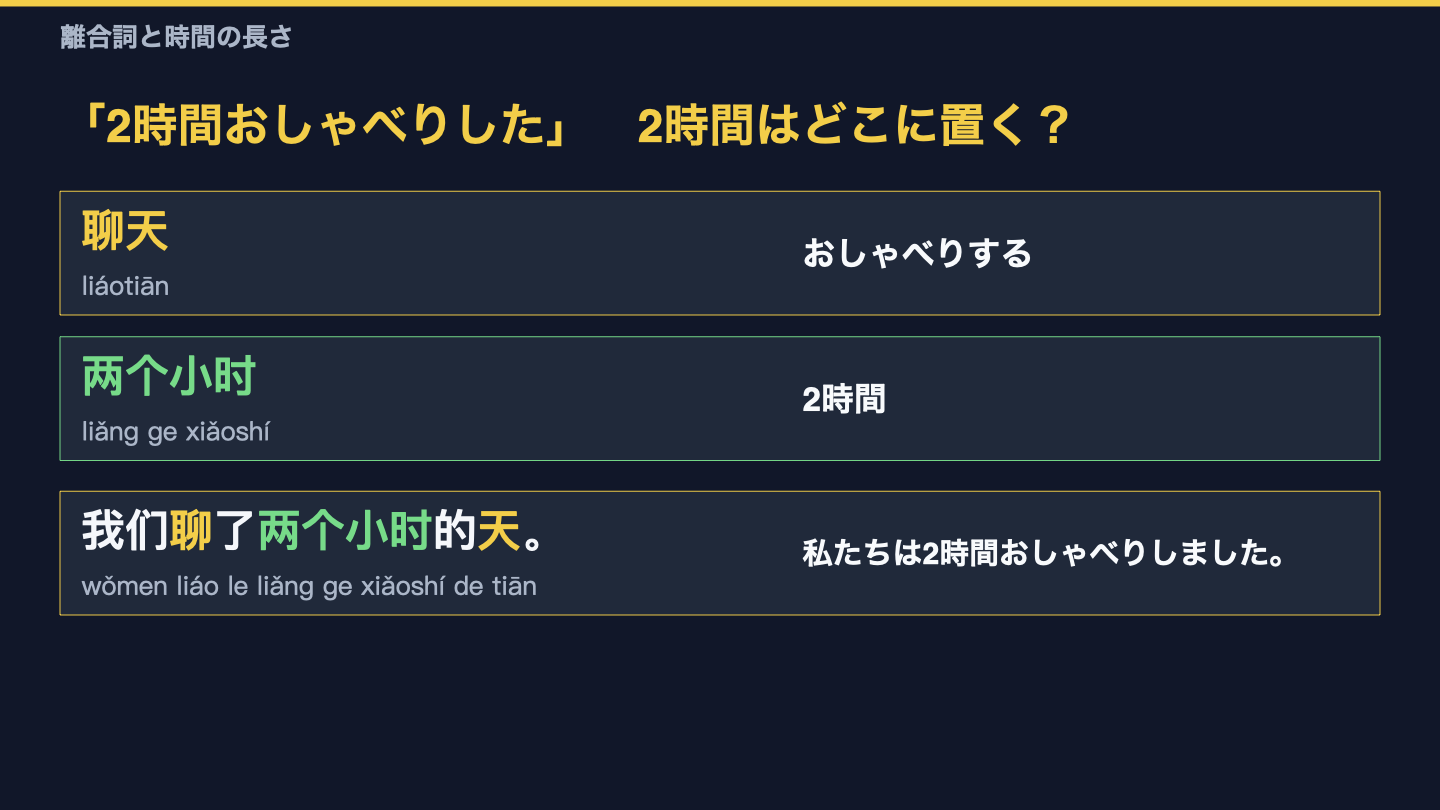 離合詞と時間の長さ
「2時間おしゃべりした」　2時間はどこに置く？
聊天
liáotiān
おしゃべりする
两个小时
liǎng ge xiǎoshí
2時間
我们聊了两个小时的天。
wǒmen liáo le liǎng ge xiǎoshí de tiān
私たちは2時間おしゃべりしました。